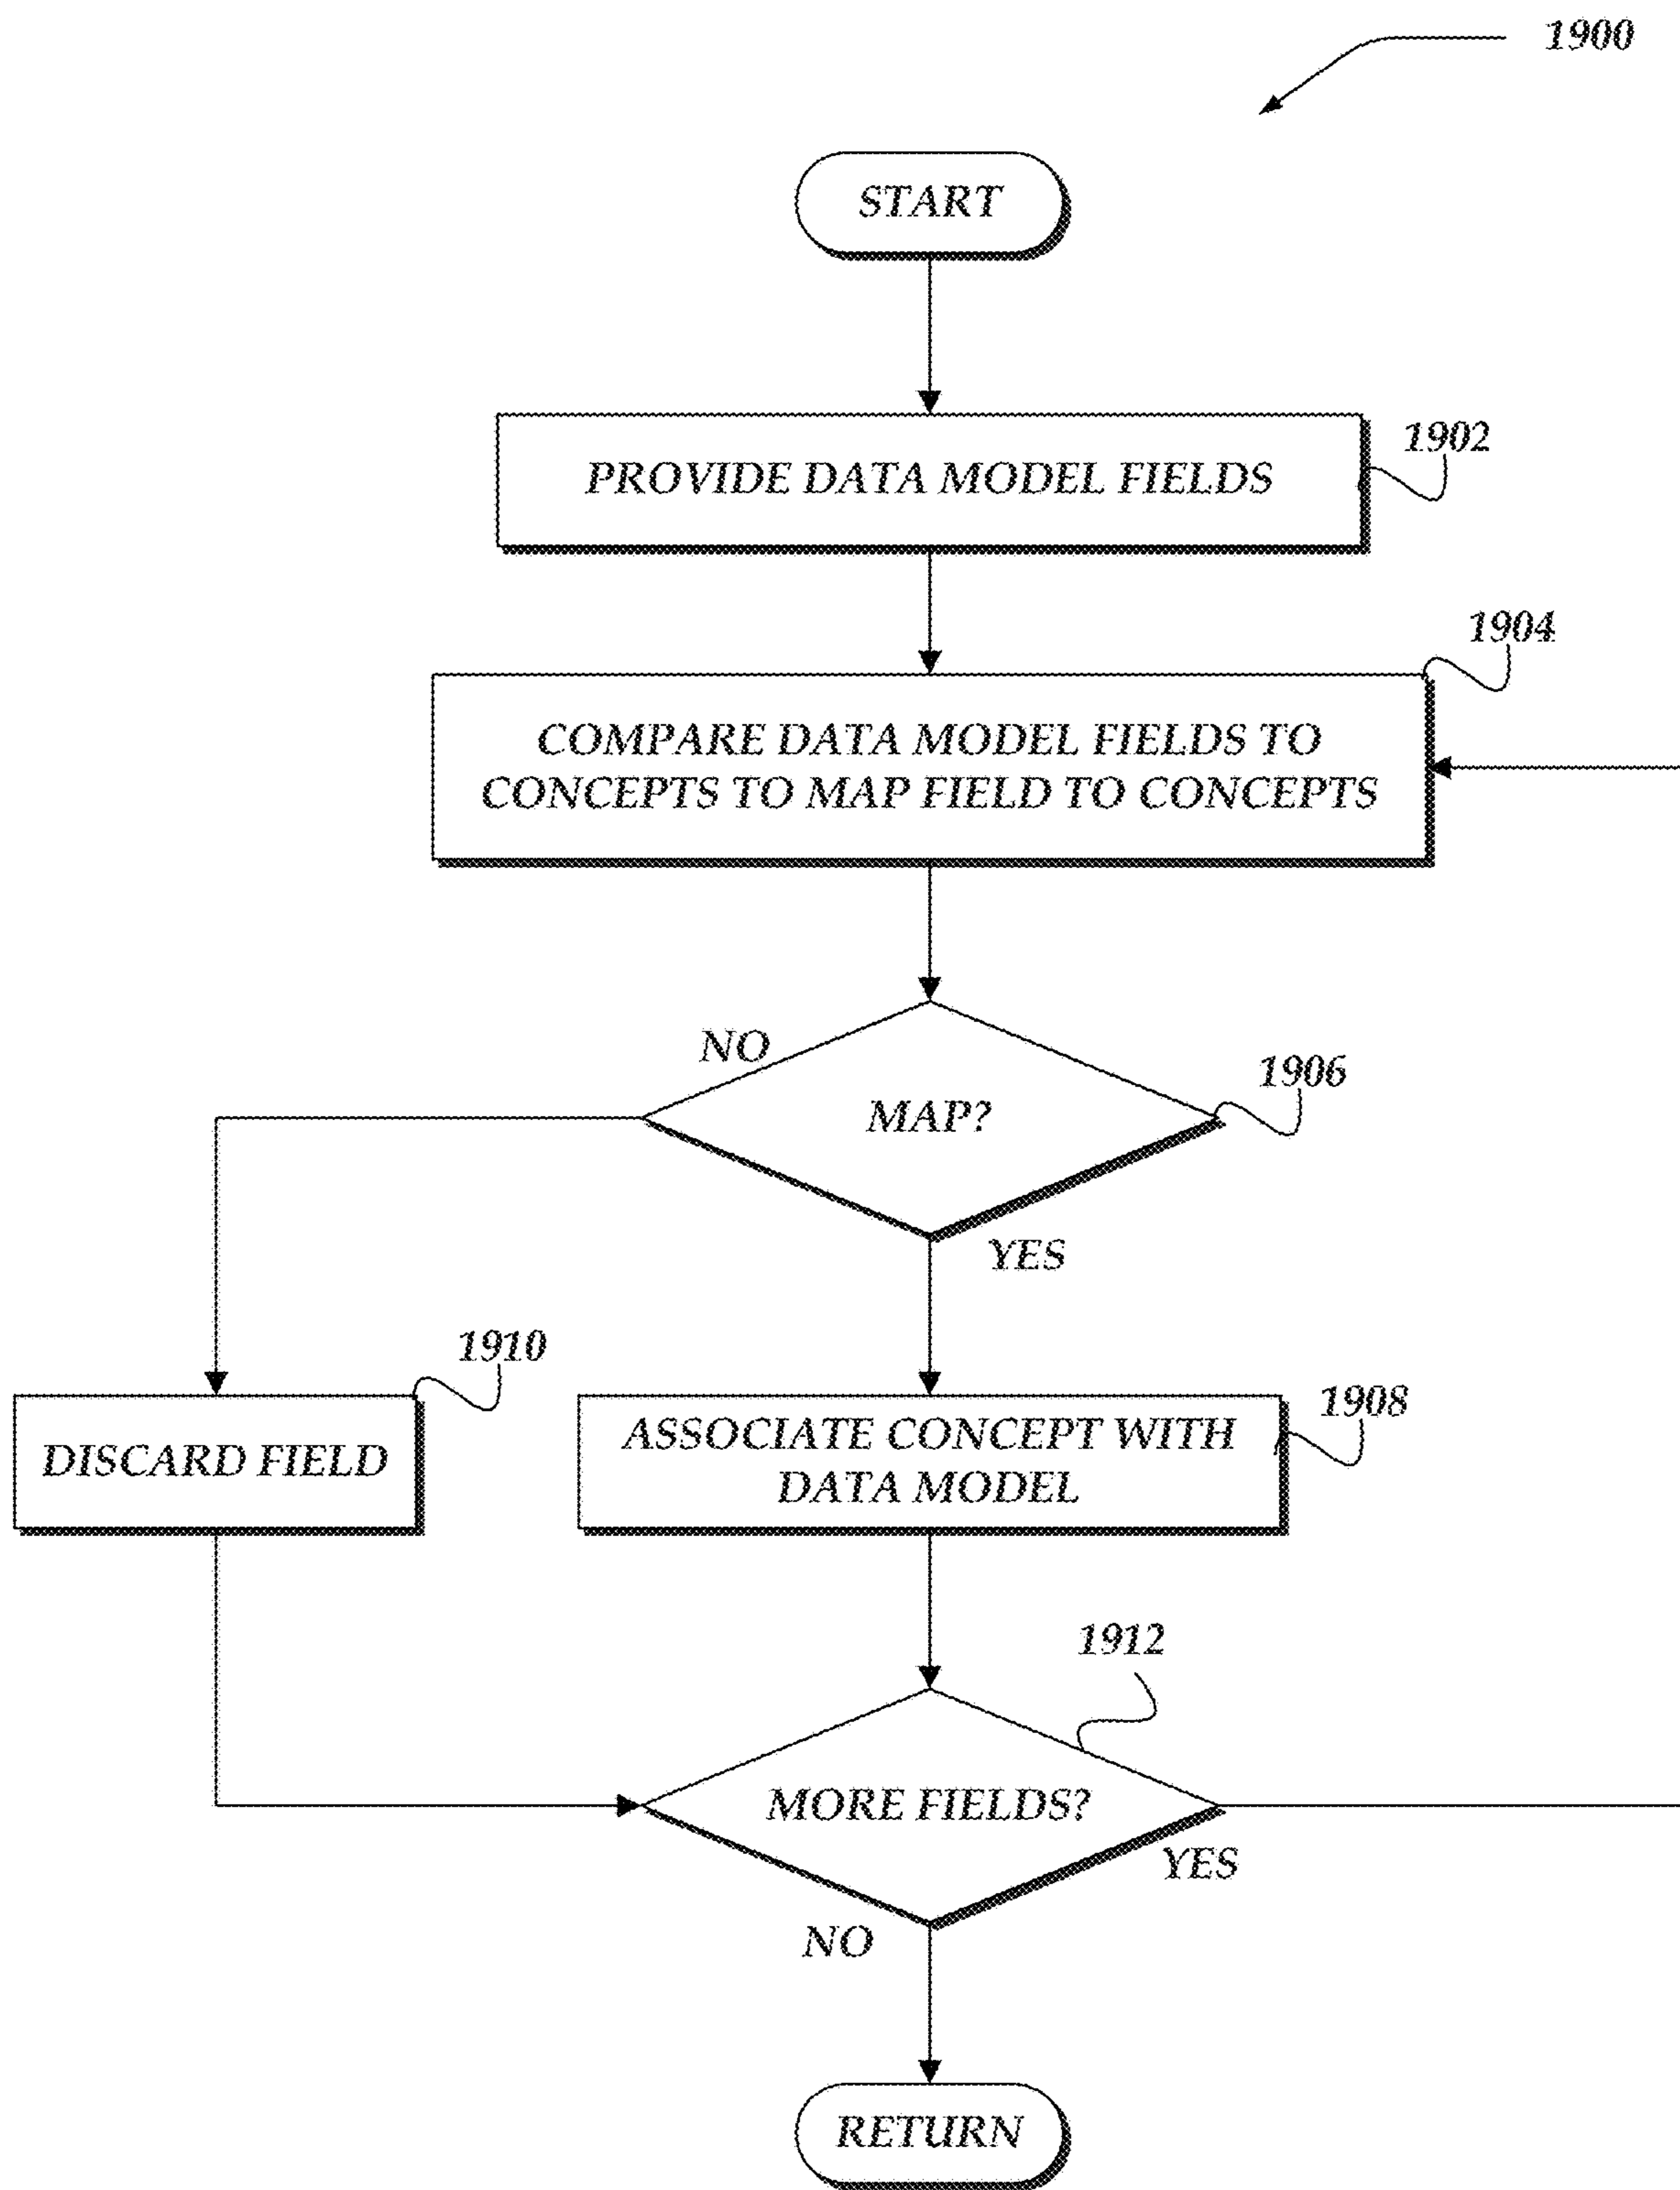 1900
START
PROVIDE DATA MODEL FIELDS
1902
1904
COMPARE DATA MODEL FIELDS TO
CONCEPTS TO MAP FIELD TO CONCEPTS
NO
MAP?
1906
YES
1910
DISCARD FIELD
1908
ASSOCIATE CONCEPT WITH
DATA MODEL
1912
MORE FIELDS?
YES
NO
RETURN